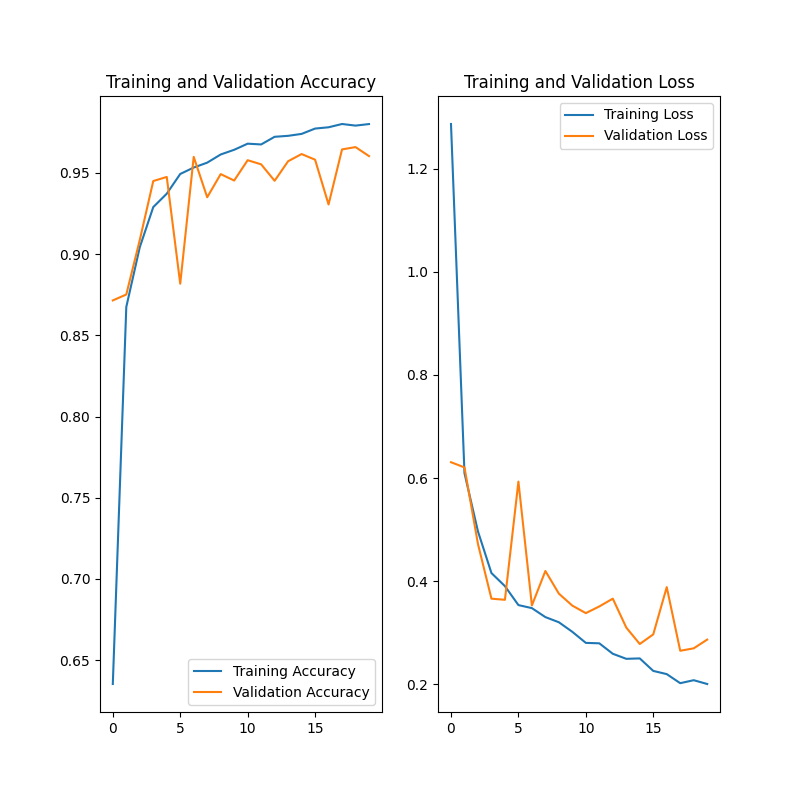 Training and Validation Accuracy
0.95
0.90
0.85
0.80
0.75
0.70
0.65
0 5 10 15
Training Accuracy
Validation Accuracy
Training and Validation Loss
1.2
1.0
0.8
0.6
0.4
0.2
0 5 10 15
Training Loss
Validation Loss